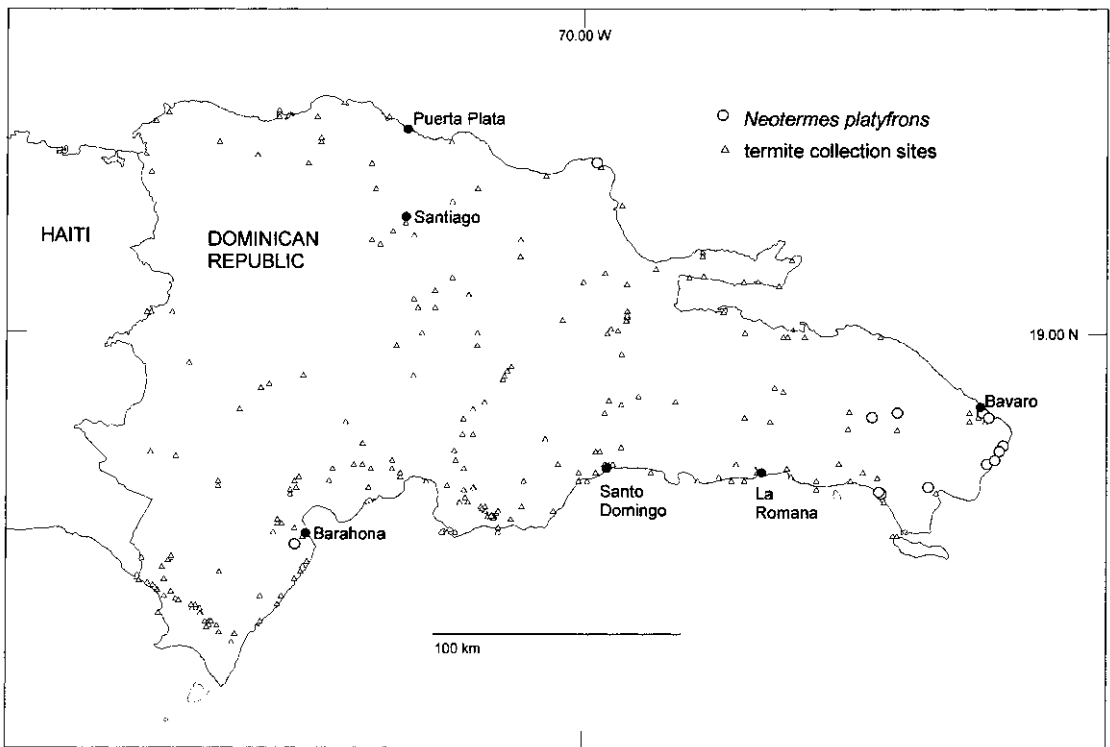 70.00 W
Puerta Plata
Neotermes platyfrons
termite collection sites
Santiago
HAITI
DOMINICAN
REPUBLIC
19.00 N
Bavaro
Santo
Domingo
La
Romana
Barahona
100 km